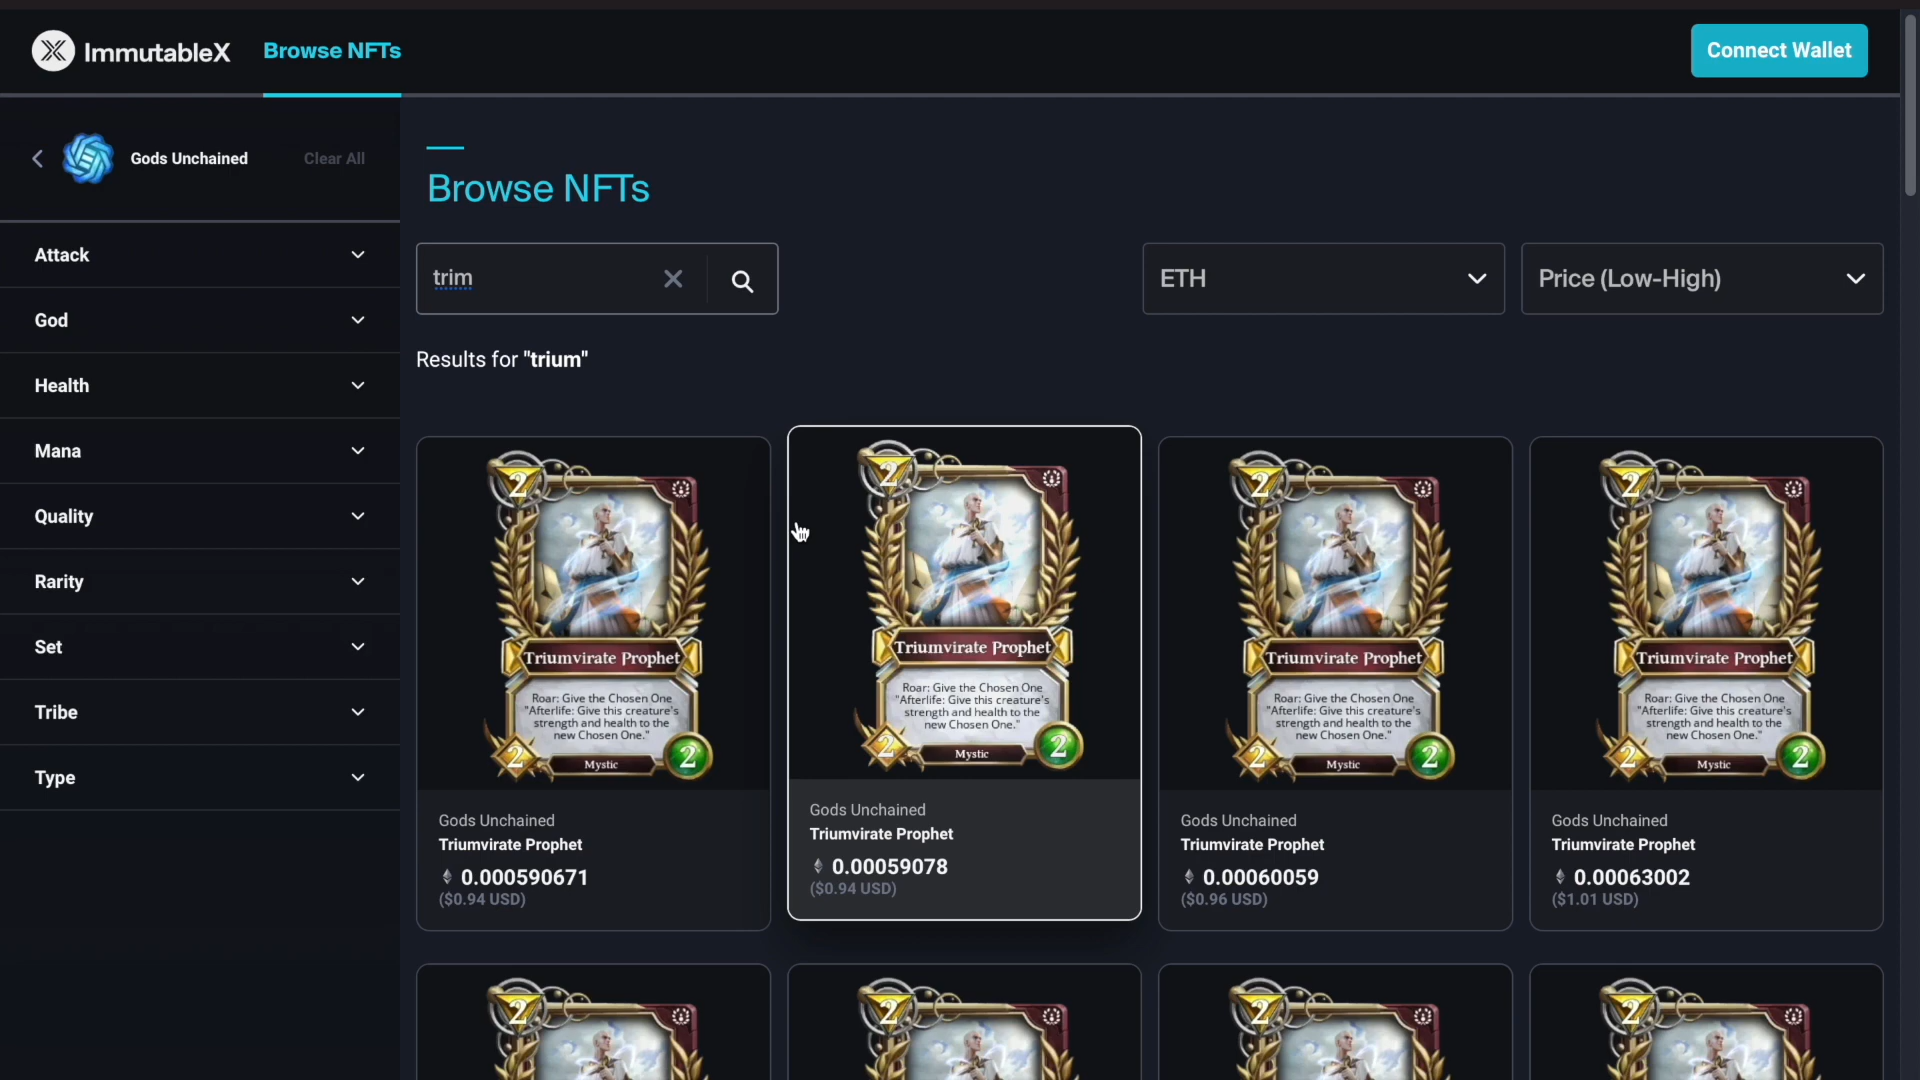 ImmutableX
Browse NFTs
Connect Wallet
Gods Unchained
Clear All
Attack
God
Health
Mana
Quality
Rarity
Set
Tribe
Type
Browse NFTs
trim
ETH
Price (Low-High)
Results for "trium"
2
Triumvirate Prophet
Roar: Give the Chosen One
"Afterlife: Give this creature's
strength and health to the
new Chosen One."
2
Mystic
2
Gods Unchained
Triumvirate Prophet
0.000590671
($0.94 USD)
2
Triumvirate Prophet
Roar: Give the Chosen One
"Afterlife: Give this creature's
strength and health to the
new Chosen One."
2
Mystic
2
Gods Unchained
Triumvirate Prophet
0.00059078
($0.94 USD)
2
Triumvirate Prophet
Roar: Give the Chosen One
"Afterlife: Give this creature's
strength and health to the
new Chosen One."
2
Mystic
2
Gods Unchained
Triumvirate Prophet
0.00060059
($0.96 USD)
2
Triumvirate Prophet
Roar: Give the Chosen One
"Afterlife: Give this creature's
strength and health to the
new Chosen One."
2
Mystic
2
Gods Unchained
Triumvirate Prophet
0.00063002
($1.01 USD)
2
2
2
2